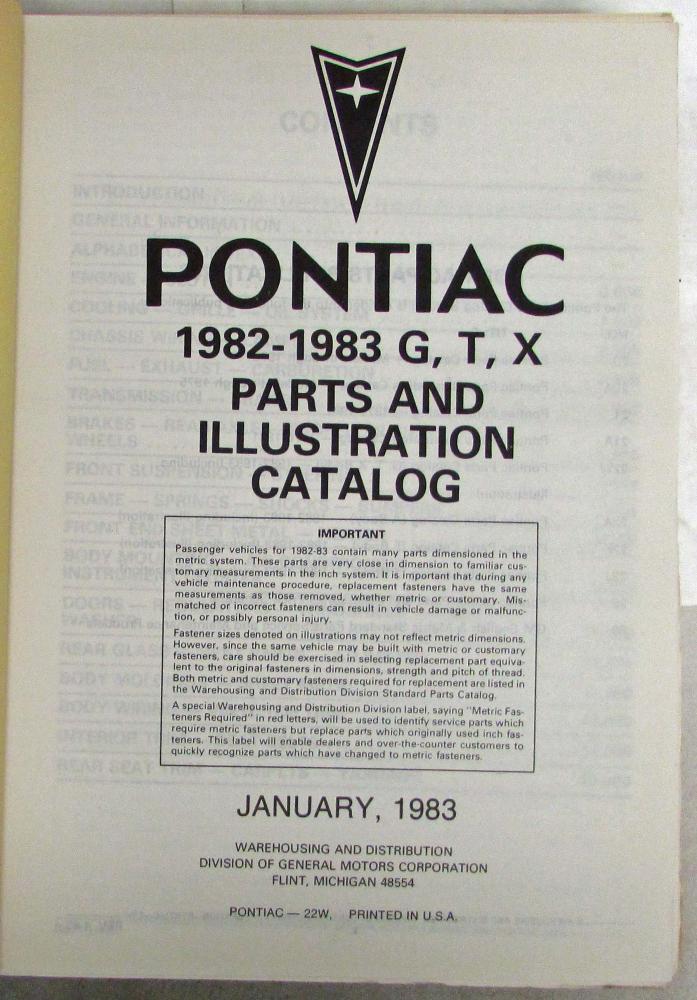 PONTIAC
1982-1983 G, T, X
PARTS AND
ILLUSTRATION
CATALOG
IMPORTANT
Passenger vehicles for 1982-83 contain many parts dimensioned in the
metric system. These parts are very close in dimension to familiar cus-
tomary measurements in the inch system. It is important that during any
vehicle maintenance procedure, replacement fasteners have the same
measurements as those removed, whether metric or customary. Mis-
matched or incorrect fasteners can result in vehicle damage or malfunc-
tion, or possibly personal injury.
Fastener sizes denoted on illustrations may not reflect metric dimensions.
However, since the same vehicle may be built with metric or customary
fasteners, care should be exercised in selecting replacement part equiva-
lent to the original fasteners in dimensions, strength and pitch of thread.
Both metric and customary fasteners required for replacement are listed in
the Warehousing and Distribution Division Standard Parts Catalog.
A special Warehousing and Distribution Division label, saying "Metric Fas-
teners Required" in red letters, will be used to identify service parts which
require metric fasteners but replace parts which originally used inch fas-
teners. This label will enable dealers and over-the-counter customers to
quickly recognize parts which have changed to metric fasteners.
JANUARY, 1983
WAREHOUSING AND DISTRIBUTION
DIVISION OF GENERAL MOTORS CORPORATION
FLINT, MICHIGAN 48554
PONTIAC — 22W, PRINTED IN U.S.A.